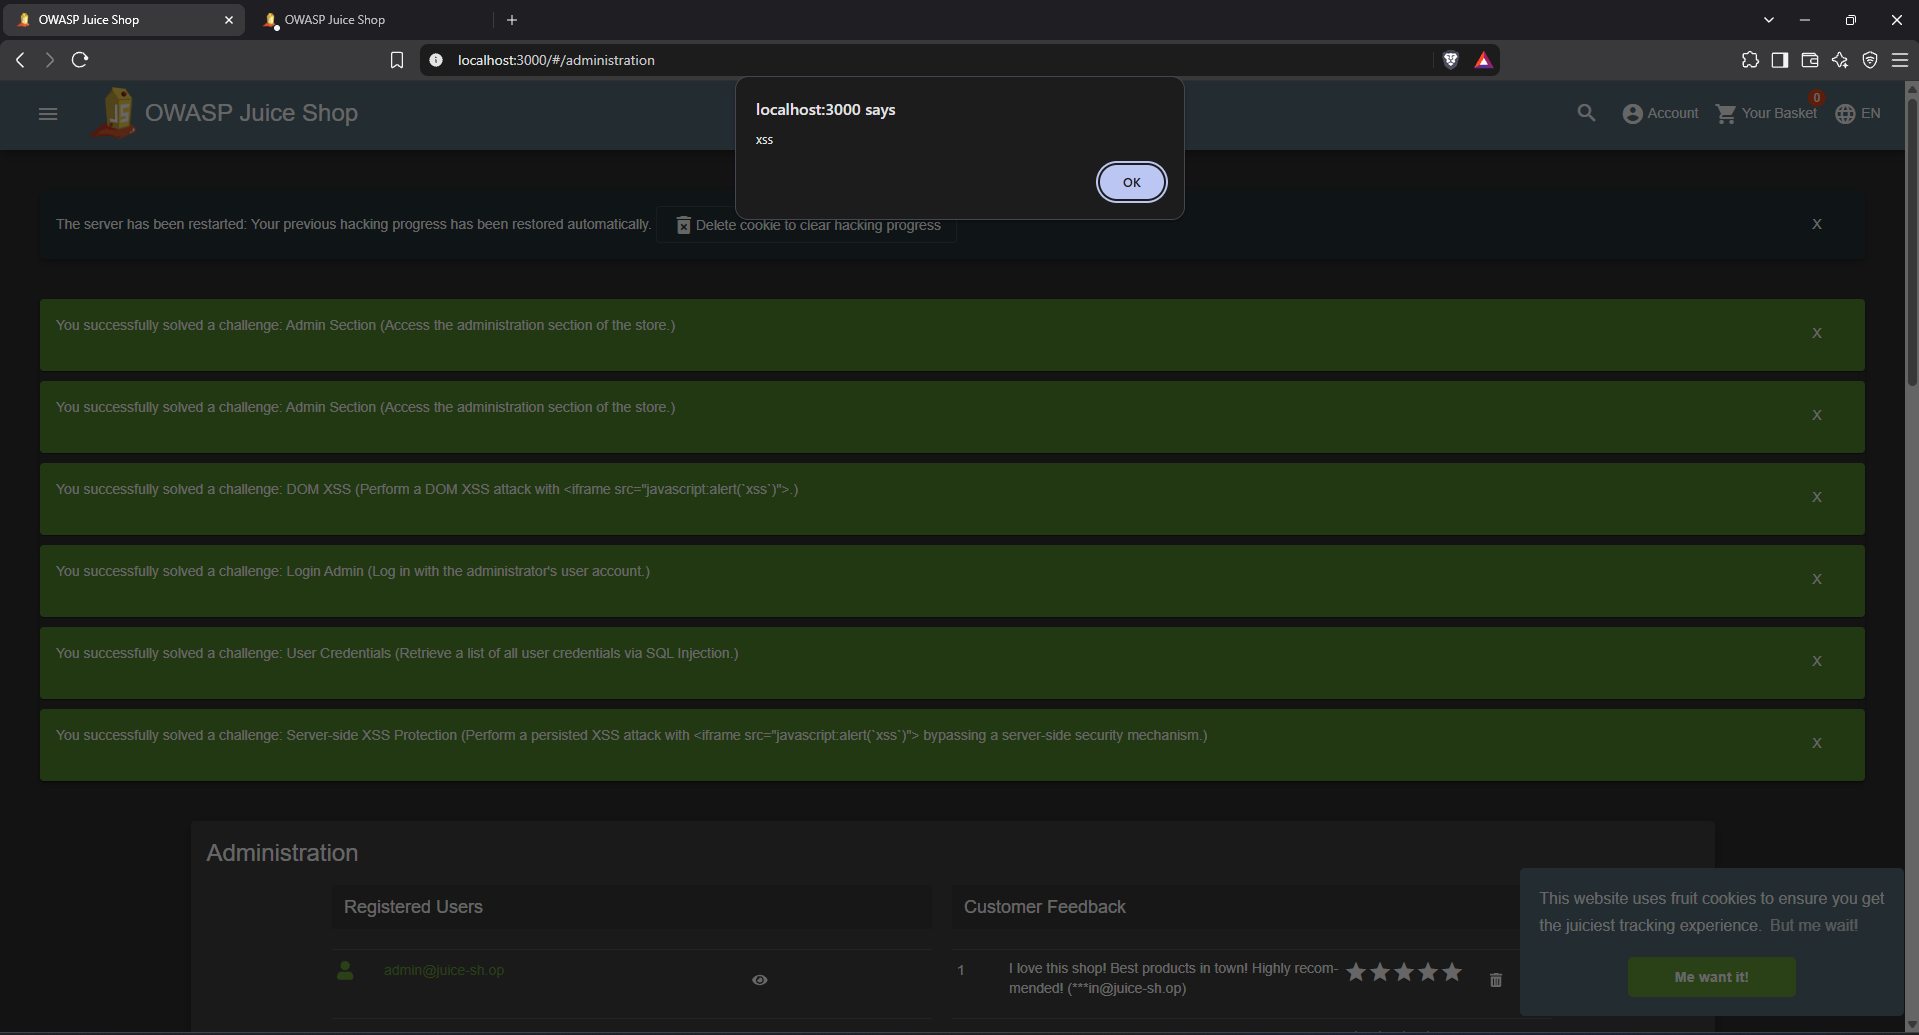 OWASP Juice Shop
OWASP Juice Shop
localhost:3000/#/administration
localhost:3000 says
xss
OK
OWASP Juice Shop
Account
0
Your Basket
EN
The server has been restarted: Your previous hacking progress has been restored automatically.
Delete cookie to clear hacking progress
X
You successfully solved a challenge: Admin Section (Access the administration section of the store.)
X
You successfully solved a challenge: Admin Section (Access the administration section of the store.)
X
You successfully solved a challenge: DOM XSS (Perform a DOM XSS attack with <iframe src="javascript:alert(`xss`)">.)
X
You successfully solved a challenge: Login Admin (Log in with the administrator's user account.)
X
You successfully solved a challenge: User Credentials (Retrieve a list of all user credentials via SQL Injection.)
X
You successfully solved a challenge: Server-side XSS Protection (Perform a persisted XSS attack with <iframe src="javascript:alert(`xss`)"> bypassing a server-side security mechanism.)
X
Administration
Registered Users
admin@juice-sh.op
Customer Feedback
1
I love this shop! Best products in town! Highly recom-
mended! (***in@juice-sh.op)
This website uses fruit cookies to ensure you get
the juiciest tracking experience. But me wait!
Me want it!